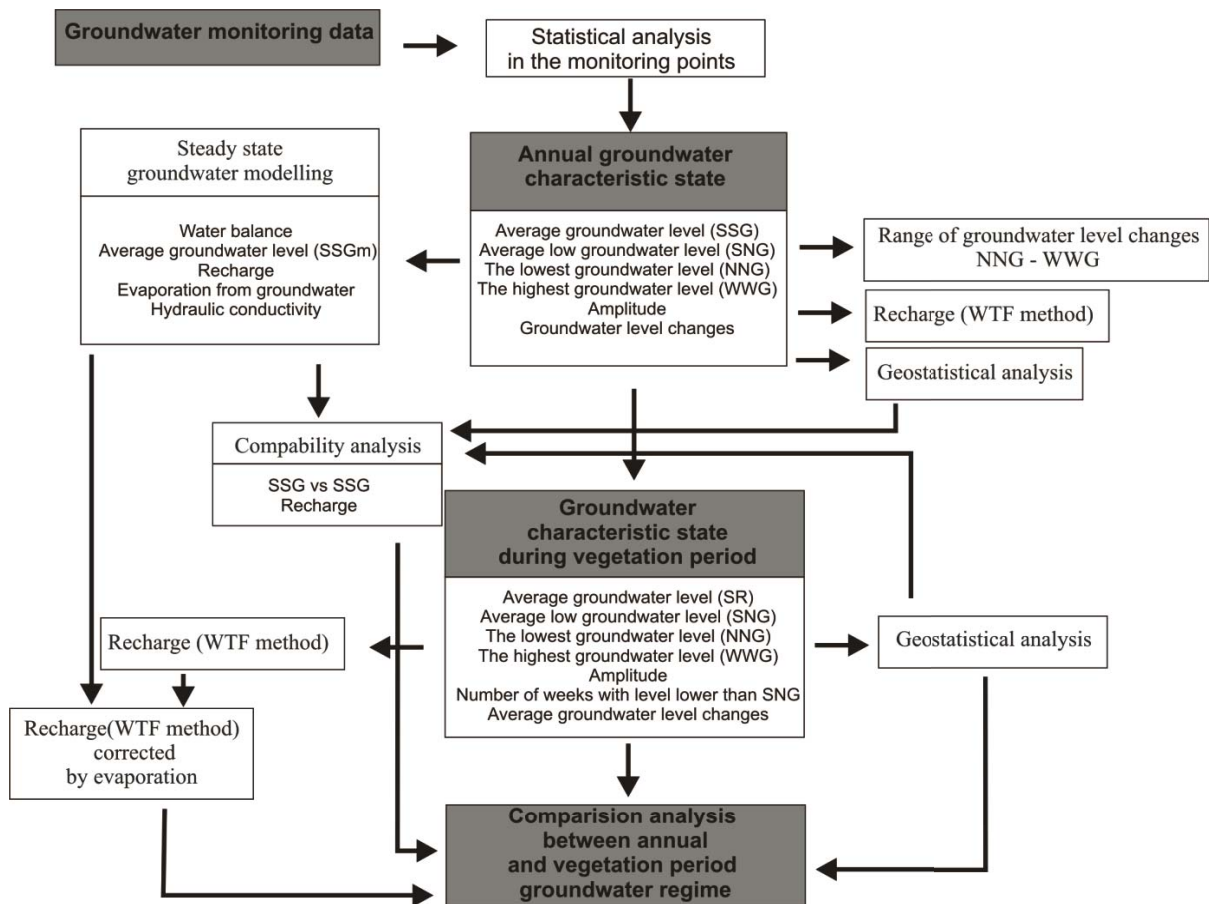 Groundwater monitoring data
Statistical analysis
in the monitoring points
Steady state
groundwater modelling
Water balance
Average groundwater level (SSGm)
Recharge
Evaporation from groundwater
Hydraulic conductivity
Annual groundwater
characteristic state
Average groundwater level (SSG)
Average low groundwater level (SNG)
The lowest groundwater level (NNG)
The highest groundwater level (WWG)
Amplitude
Groundwater level changes
Range of groundwater level changes
NNG - WWG
Recharge (WTF method)
Geostatistical analysis
Compability analysis
SSG vs SSG
Recharge
Groundwater
characteristic state
during vegetation period
Average groundwater level (SR)
Average low groundwater level (SNG)
The lowest groundwater level (NNG)
The highest groundwater level (WWG)
Amplitude
Number of weeks with level lower than SNG
Average groundwater level changes
Recharge (WTF method)
Geostatistical analysis
Recharge(WTF method)
corrected
by evaporation
Comparision analysis
between annual
and vegetation period
groundwater regime